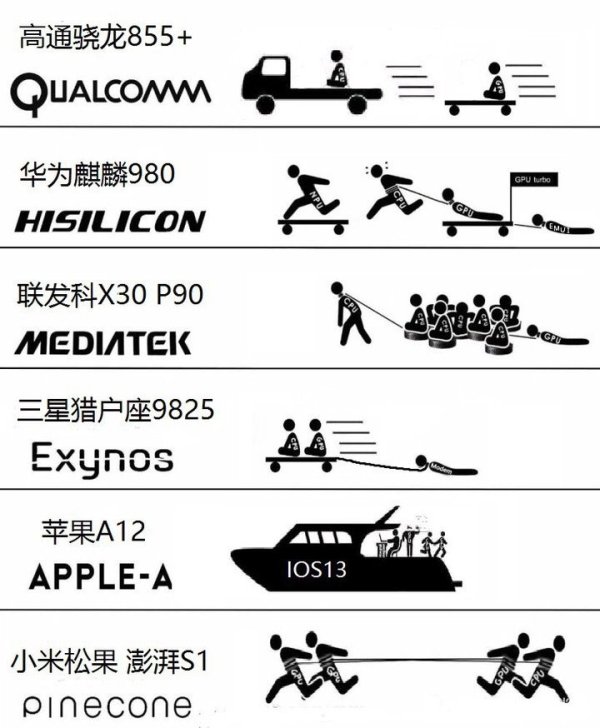 高通骁龙855+
QUALCOMM
CPU
GPU
华为麒麟980
HISILICON
NPU
CPU
GPU
GPU turbo
EMUI
联发科X30 P90
MEDIATEK
CPU
CPU
CPU
CPU
GPU
三星猎户座9825
Exynos
CPU
GPU
Modem
苹果A12
APPLE-A
IOS13
小米松果 澎湃S1
pinecone
GPU
GPU
CPU
CPU